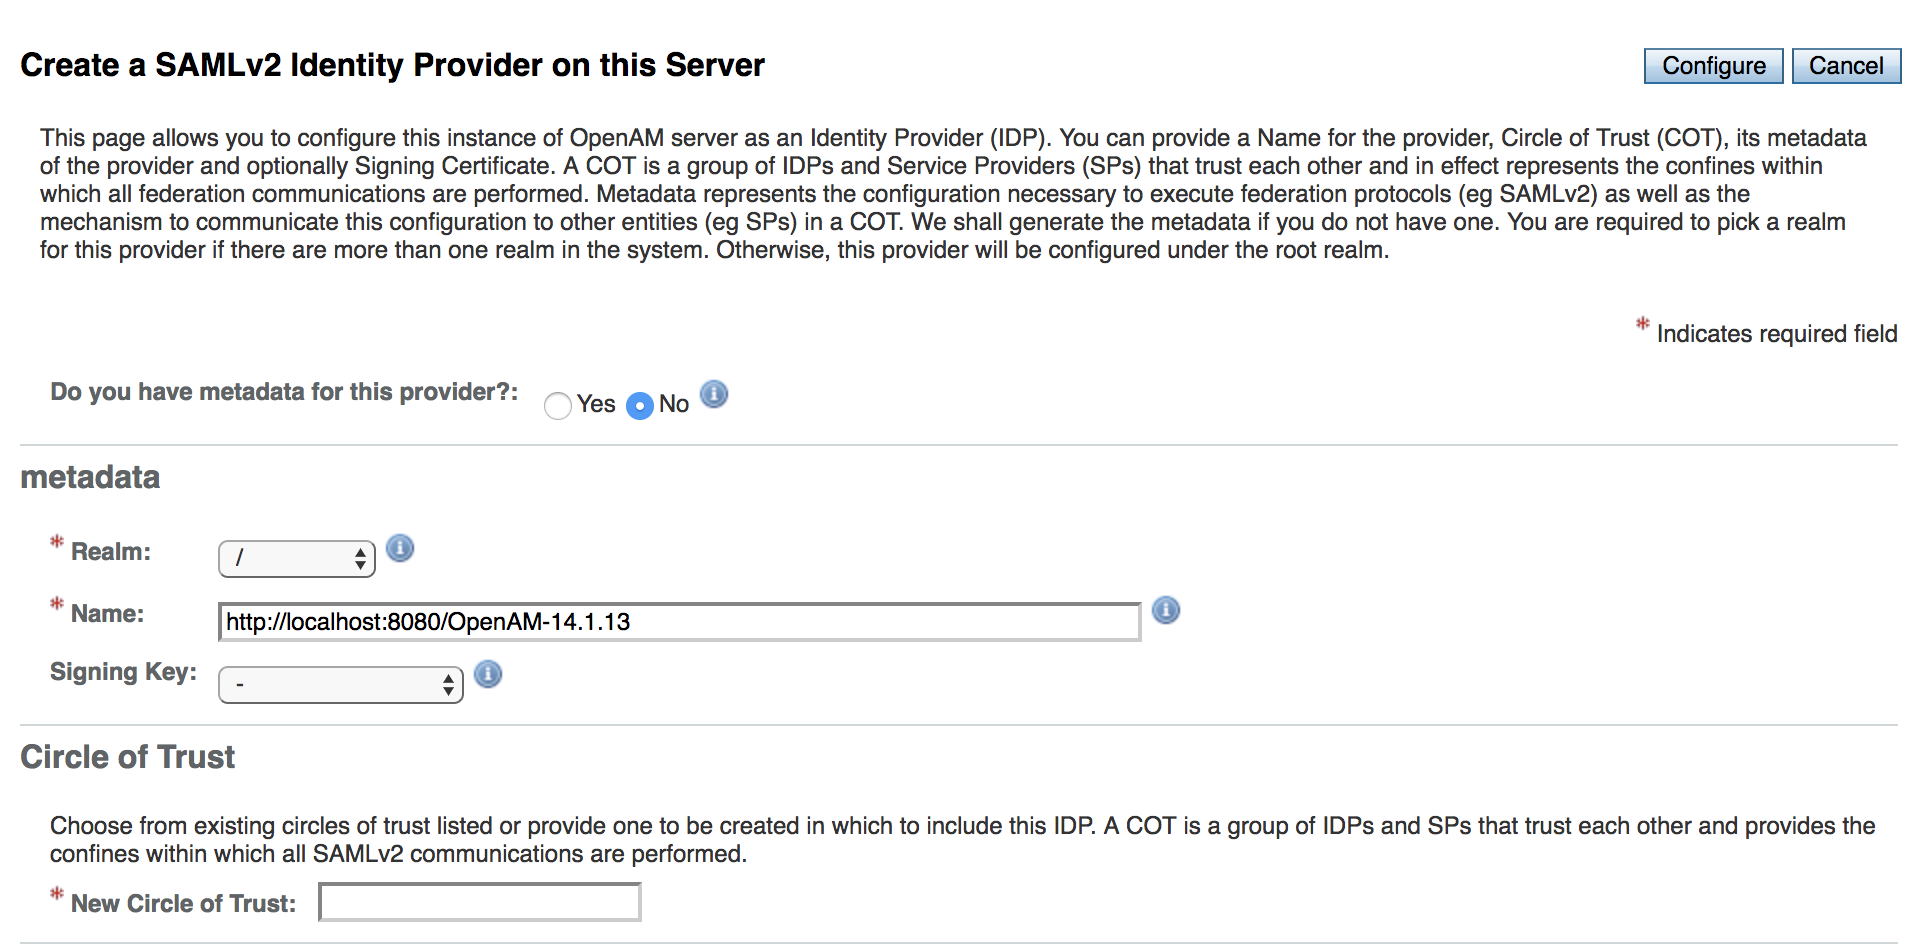 Create a SAMLv2 Identity Provider on this Server
Configure
Cancel
This page allows you to configure this instance of OpenAM server as an Identity Provider (IDP). You can provide a Name for the provider, Circle of Trust (COT), its metadata
of the provider and optionally Signing Certificate. A COT is a group of IDPs and Service Providers (SPs) that trust each other and in effect represents the confines within
which all federation communications are performed. Metadata represents the configuration necessary to execute federation protocols (eg SAMLv2) as well as the
mechanism to communicate this configuration to other entities (eg SPs) in a COT. We shall generate the metadata if you do not have one. You are required to pick a realm
for this provider if there are more than one realm in the system. Otherwise, this provider will be configured under the root realm.
* Indicates required field
Do you have metadata for this provider?: Yes No
metadata
* Realm: /
* Name: http://localhost:8080/OpenAM-14.1.13
Signing Key: -
Circle of Trust
Choose from existing circles of trust listed or provide one to be created in which to include this IDP. A COT is a group of IDPs and SPs that trust each other and provides the
confines within which all SAMLv2 communications are performed.
* New Circle of Trust: